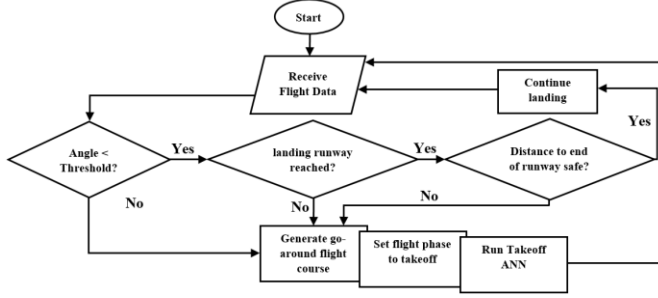 Start
Receive
Flight Data
Continue
landing
Angle <
Threshold?
Yes
landing runway
reached?
Yes
Distance to end
of runway safe?
Yes
No
No
No
Generate go-
around flight
course
Set flight phase
to takeoff
Run Takeoff
ANN